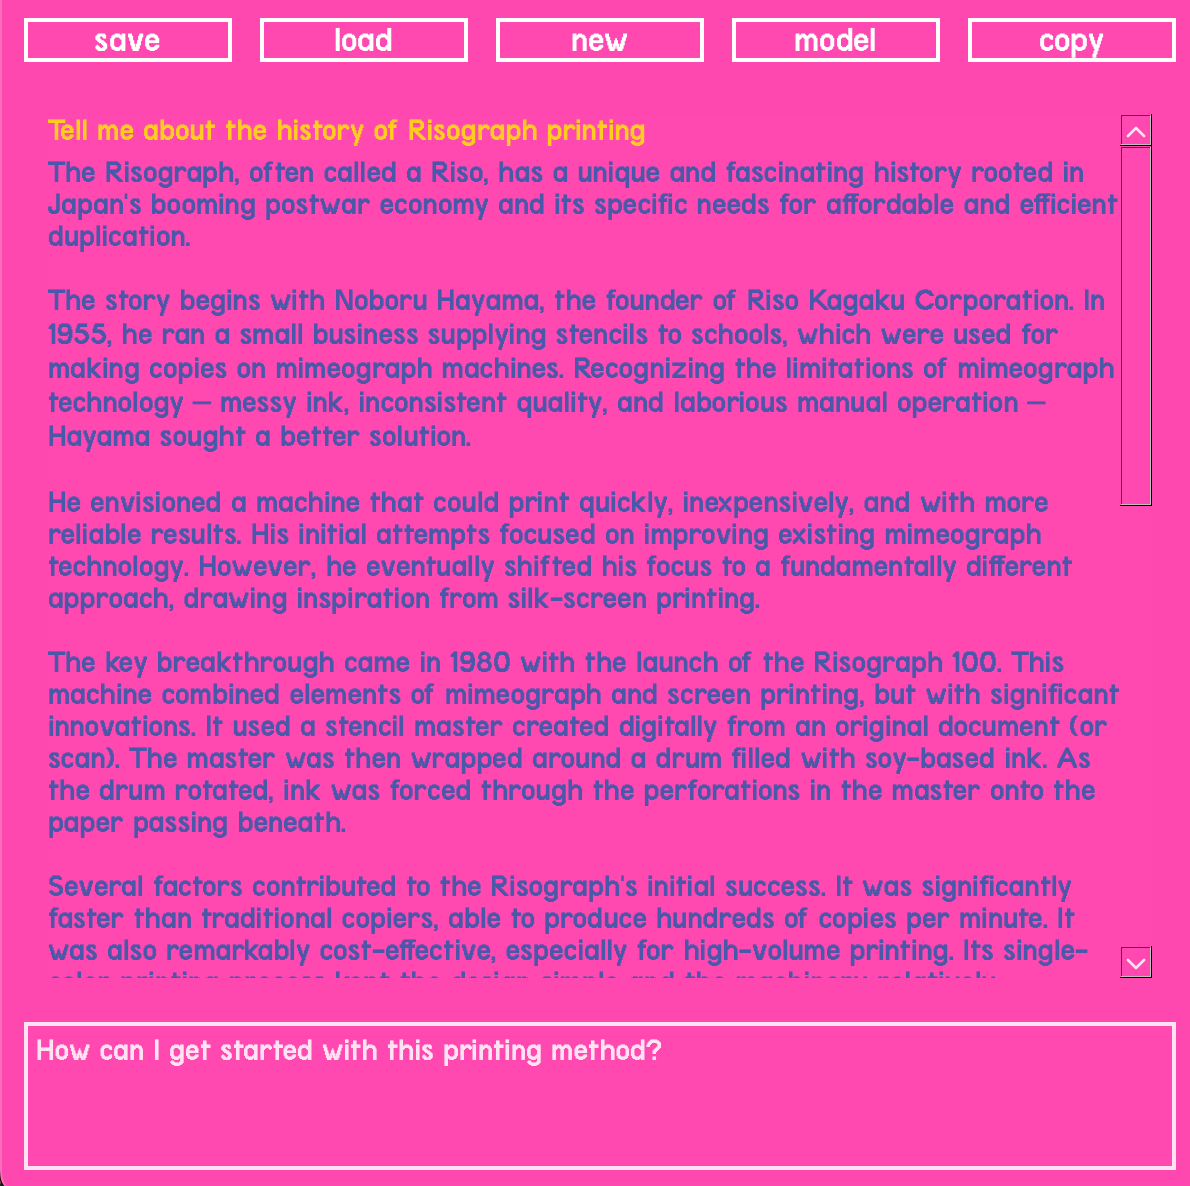 save
load
new
model
copy
Tell me about the history of Risograph printing
The Risograph, often called a Riso, has a unique and fascinating history rooted in
Japan's booming postwar economy and its specific needs for affordable and efficient
duplication.
The story begins with Noboru Hayama, the founder of Riso Kagaku Corporation. In
1955, he ran a small business supplying stencils to schools, which were used for
making copies on mimeograph machines. Recognizing the limitations of mimeograph
technology — messy ink, inconsistent quality, and laborious manual operation —
Hayama sought a better solution.
He envisioned a machine that could print quickly, inexpensively, and with more
reliable results. His initial attempts focused on improving existing mimeograph
technology. However, he eventually shifted his focus to a fundamentally different
approach, drawing inspiration from silk-screen printing.
The key breakthrough came in 1980 with the launch of the Risograph 100. This
machine combined elements of mimeograph and screen printing, but with significant
innovations. It used a stencil master created digitally from an original document (or
scan). The master was then wrapped around a drum filled with soy-based ink. As
the drum rotated, ink was forced through the perforations in the master onto the
paper passing beneath.
Several factors contributed to the Risograph's initial success. It was significantly
faster than traditional copiers, able to produce hundreds of copies per minute. It
was also remarkably cost-effective, especially for high-volume printing. Its single-
color printing process kept the design simple and the machinery relatively
How can I get started with this printing method?